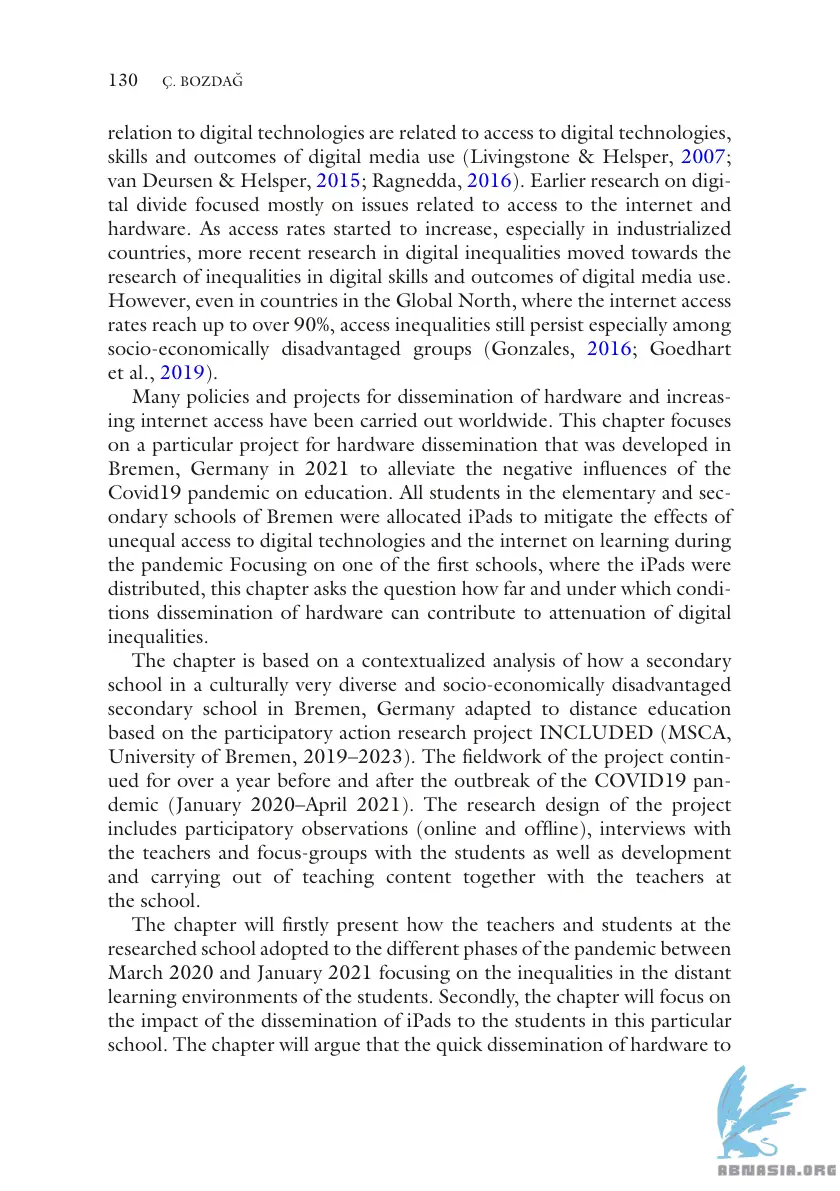 130 Ç. BOZDAĞ
relation to digital technologies are related to access to digital technologies,
skills and outcomes of digital media use (Livingstone & Helsper, 2007;
van Deursen & Helsper, 2015; Ragnedda, 2016). Earlier research on digi-
tal divide focused mostly on issues related to access to the internet and
hardware. As access rates started to increase, especially in industrialized
countries, more recent research in digital inequalities moved towards the
research of inequalities in digital skills and outcomes of digital media use.
However, even in countries in the Global North, where the internet access
rates reach up to over 90%, access inequalities still persist especially among
socio-economically disadvantaged groups (Gonzales, 2016; Goedhart
et al., 2019).
Many policies and projects for dissemination of hardware and increas-
ing internet access have been carried out worldwide. This chapter focuses
on a particular project for hardware dissemination that was developed in
Bremen, Germany in 2021 to alleviate the negative influences of the
Covid19 pandemic on education. All students in the elementary and sec-
ondary schools of Bremen were allocated iPads to mitigate the effects of
unequal access to digital technologies and the internet on learning during
the pandemic Focusing on one of the first schools, where the iPads were
distributed, this chapter asks the question how far and under which condi-
tions dissemination of hardware can contribute to attenuation of digital
inequalities.
The chapter is based on a contextualized analysis of how a secondary
school in a culturally very diverse and socio-economically disadvantaged
secondary school in Bremen, Germany adapted to distance education
based on the participatory action research project INCLUDED (MSCA,
University of Bremen, 2019–2023). The fieldwork of the project contin-
ued for over a year before and after the outbreak of the COVID19 pan-
demic (January 2020–April 2021). The research design of the project
includes participatory observations (online and offline), interviews with
the teachers and focus-groups with the students as well as development
and carrying out of teaching content together with the teachers at
the school.
The chapter will firstly present how the teachers and students at the
researched school adopted to the different phases of the pandemic between
March 2020 and January 2021 focusing on the inequalities in the distant
learning environments of the students. Secondly, the chapter will focus on
the impact of the dissemination of iPads to the students in this particular
school. The chapter will argue that the quick dissemination of hardware to
ABNASIA.ORG